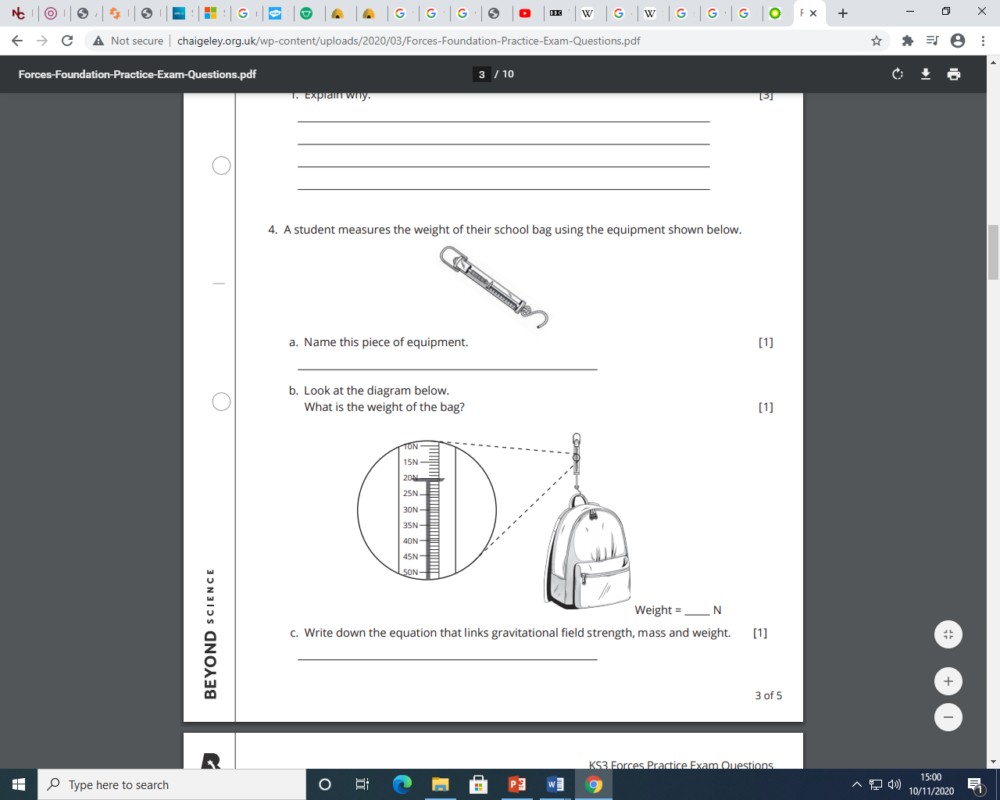 Not secure
chaigeley.org.uk/wp-content/uploads/2020/03/Forces-Foundation-Practice-Exam-Questions.pdf
Forces-Foundation-Practice-Exam-Questions.pdf
3 / 10
Explain why. [3]
4. A student measures the weight of their school bag using the equipment shown below.
a. Name this piece of equipment. [1]
b. Look at the diagram below.
What is the weight of the bag? [1]
10N
15N
20N
25N
30N
35N
40N
45N
50N
Weight = ____ N
c. Write down the equation that links gravitational field strength, mass and weight. [1]
BEYOND SCIENCE
3 of 5
KS3 Forces Practice Exam Questions
Type here to search
15:00
10/11/2020